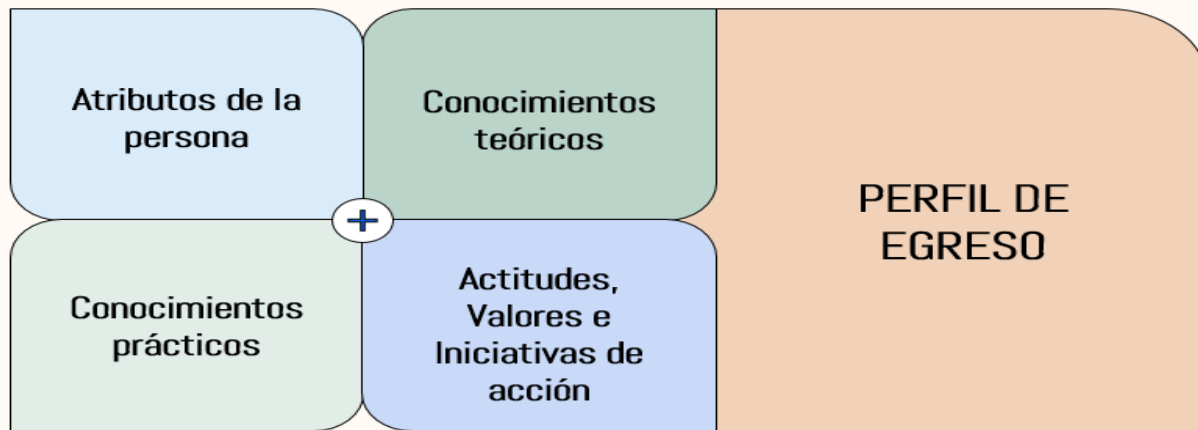 Atributos de la
persona
Conocimientos
teóricos
+
Conocimientos
prácticos
Actitudes,
Valores e
Iniciativas de
acción
PERFIL DE
EGRESO